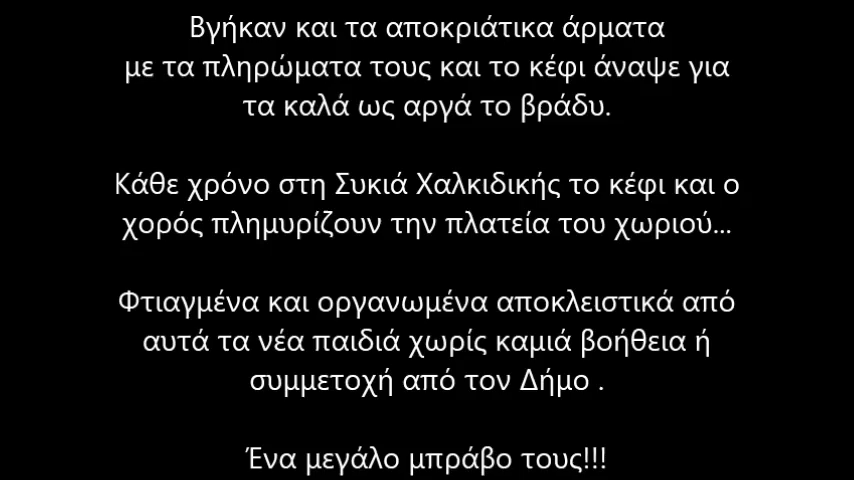 Βγήκαν και τα αποκριάτικα άρματα
με τα πληρώματα τους και το κέφι άναψε για
τα καλά ως αργά το βράδυ.
Κάθε χρόνο στη Συκιά Χαλκιδικής το κέφι και ο
χορός πλημυρίζουν την πλατεία του χωριού...
Φτιαγμένα και οργανωμένα αποκλειστικά από
αυτά τα νέα παιδιά χωρίς καμιά βοήθεια ή
συμμετοχή από τον Δήμο .
Ένα μεγάλο μπράβο τους!!!